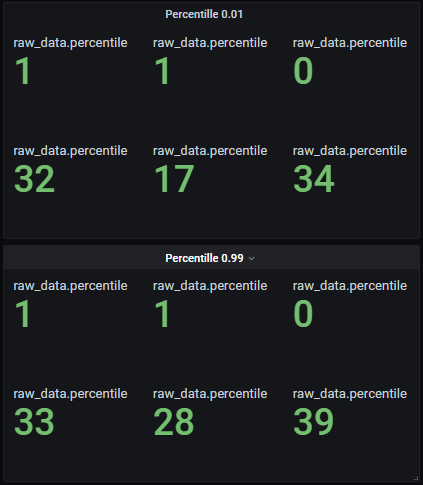 Percentille 0.01
raw_data.percentile raw_data.percentile raw_data.percentile
1 1 0
raw_data.percentile raw_data.percentile raw_data.percentile
32 17 34
Percentille 0.99
raw_data.percentile raw_data.percentile raw_data.percentile
1 1 0
raw_data.percentile raw_data.percentile raw_data.percentile
33 28 39